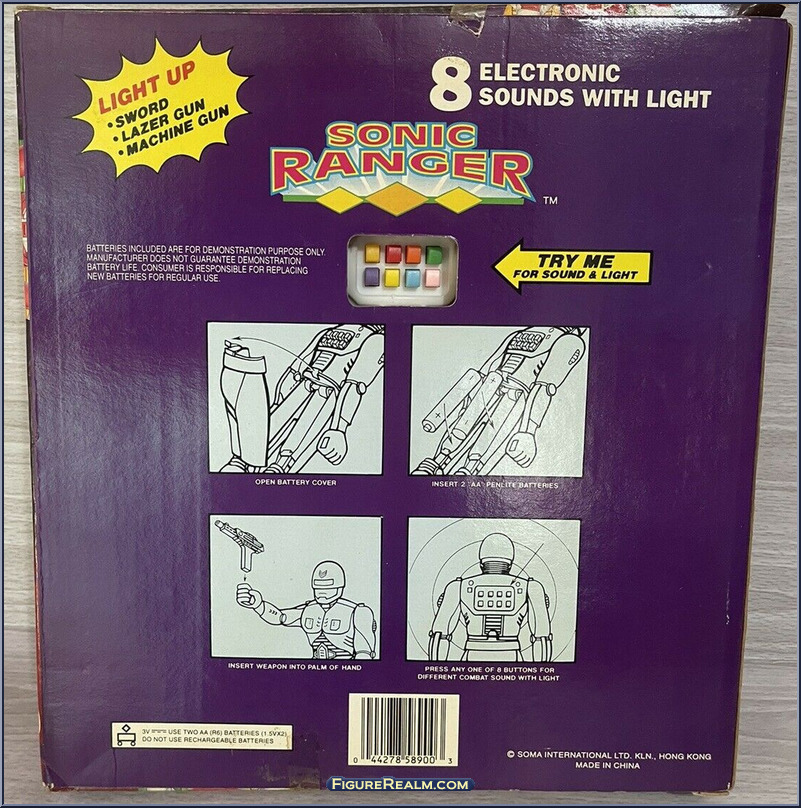 LIGHT UP
• SWORD
• LAZER GUN
• MACHINE GUN
8 ELECTRONIC
SOUNDS WITH LIGHT
SONIC
RANGER
TM
BATTERIES INCLUDED ARE FOR DEMONSTRATION PURPOSE ONLY.
MANUFACTURER DOES NOT GUARANTEE DEMONSTRATION
BATTERY LIFE. CONSUMER IS RESPONSIBLE FOR REPLACING
NEW BATTERIES FOR REGULAR USE.
TRY ME
FOR SOUND & LIGHT
OPEN BATTERY COVER
INSERT 2 "AA" PENLITE BATTERIES
INSERT WEAPON INTO PALM OF HAND
PRESS ANY ONE OF 8 BUTTONS FOR
DIFFERENT COMBAT SOUND WITH LIGHT
3V USE TWO AA (R6) BATTERIES (1.5VX2)
DO NOT USE RECHARGEABLE BATTERIES
0 44278 58900 3
© SOMA INTERNATIONAL LTD. KLN., HONG KONG
MADE IN CHINA
FIGUREREALM.COM